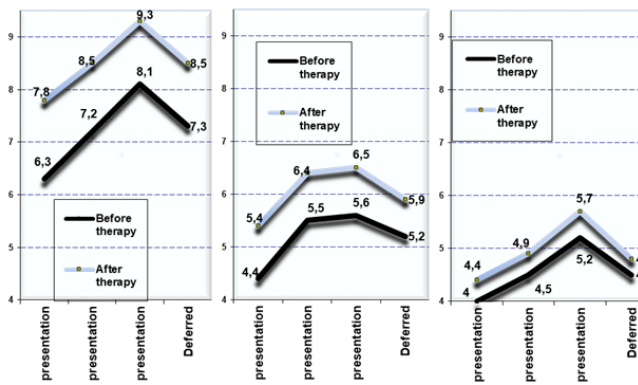 9
8
7
6
5
4
7,8
8,5
9,3
8,5
6,3
7,2
8,1
7,3
Before
therapy
After
therapy
presentation
presentation
presentation
Deferred
9
8
7
6
5
4
Before
therapy
After
therapy
5,4
6,4
6,5
5,9
4,4
5,5
5,6
5,2
presentation
presentation
presentation
Deferred
9
8
7
6
5
4
Before
therapy
After
therapy
4,4
4,9
5,7
4
4
4,5
5,2
4
presentation
presentation
presentation
Deferred